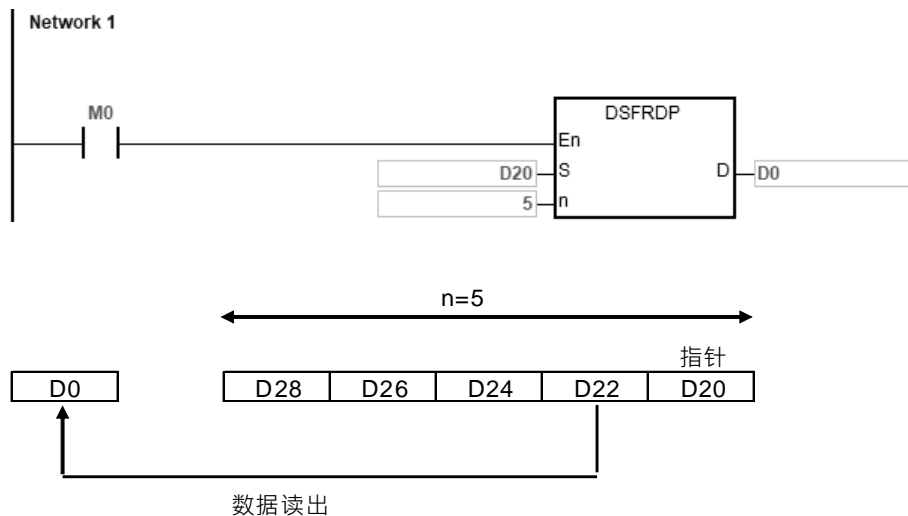 Network 1
M0
DSFRDP
En
D20 S D D0
5 n
n=5
指针
D0 D28 D26 D24 D22 D20
数据读出